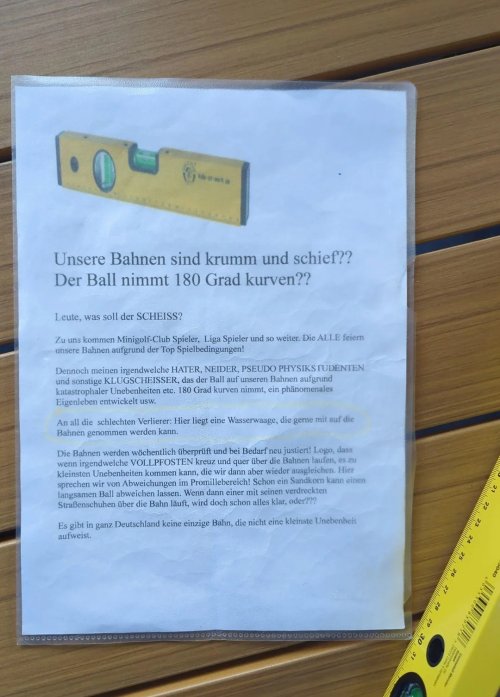 Unsere Bahnen sind krumm und schief??
Der Ball nimmt 180 Grad kurven??
Leute, was soll der SCHEISS?
Zu uns kommen Minigolf-Club Spieler, Liga Spieler und so weiter. Die ALLE feiern
unsere Bahnen aufgrund der Top Spielbedingungen!
Dennoch meinen irgendwelche HATER, NEIDER, PSEUDO PHYSIKSTUDENTEN
und sonstige KLUGSCHEISSER, das der Ball auf unseren Bahnen aufgrund
katastrophaler Unebenheiten etc. 180 Grad kurven nimmt, ein phänomenales
Eigenleben entwickelt usw.
An all die schlechten Verlierer: Hier liegt eine Wasserwaage, die gerne mit auf die
Bahnen genommen werden kann.
Die Bahnen werden wöchentlich überprüft und bei Bedarf neu justiert! Logo, dass
wenn irgendwelche VOLLPFOSTEN kreuz und quer über die Bahnen laufen, es zu
kleinsten Unebenheiten kommen kann, die wir dann aber wieder ausgleichen. Hier
sprechen wir von Abweichungen im Promillebereich! Schon ein Sandkorn kann einen
langsamen Ball abweichen lassen. Wenn dann einer mit seinen verdreckten
Straßenschuhen über die Bahn läuft, wird doch schon alles klar, oder???
Es gibt in ganz Deutschland keine einzige Bahn, die nicht eine kleinste Unebenheit
aufweist.